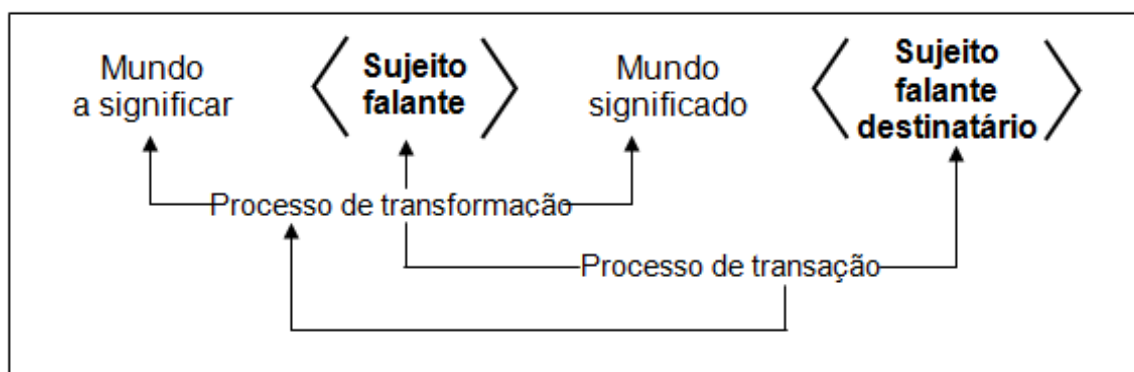 Mundo
a significar
Sujeito
falante
Mundo
significado
Sujeito
falante
destinatário
Processo de transformação
Processo de transação